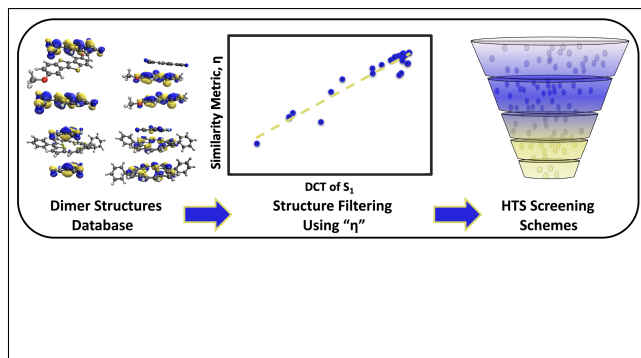 Similarity Metric, η
DCT of S₁
Dimer Structures
Database
Structure Filtering
Using “η”
HTS Screening
Schemes